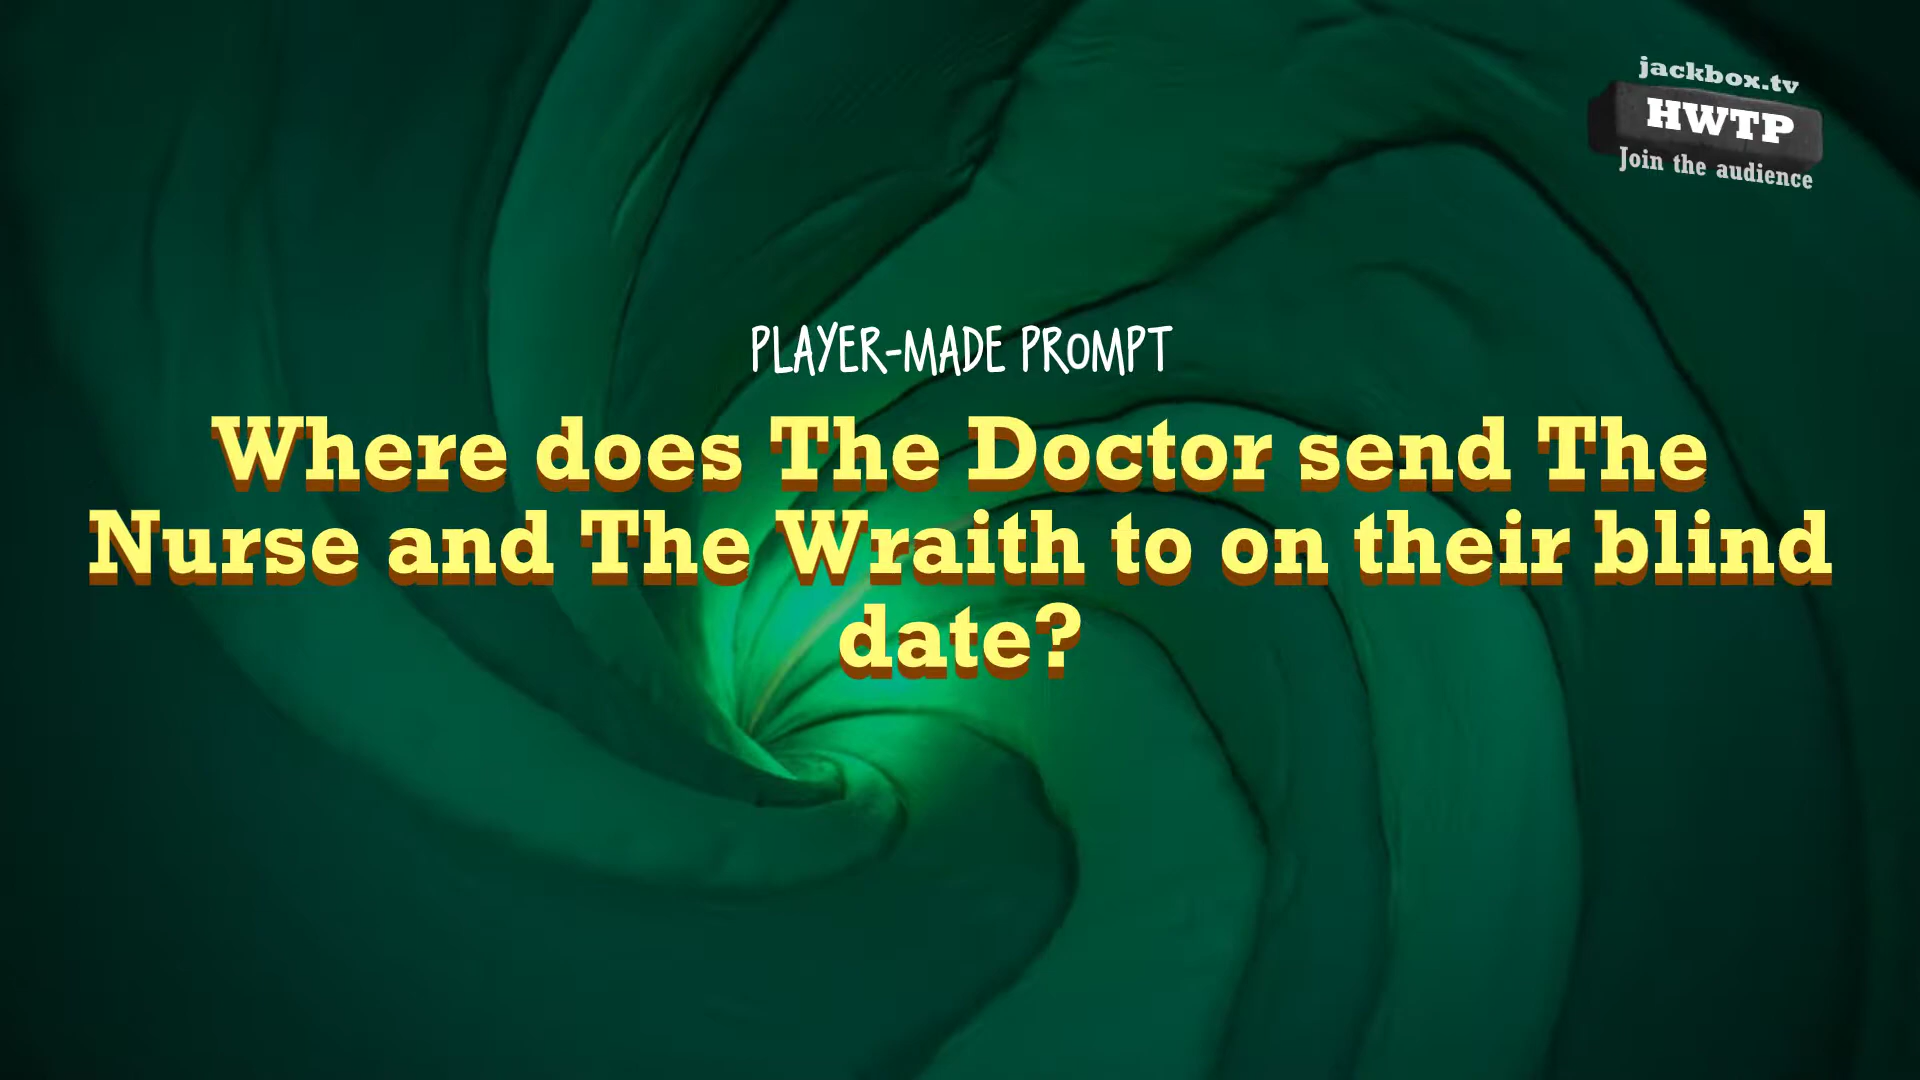 jackbox.tv
HWTP
Join the audience
PLAYER-MADE PROMPT
Where does The Doctor send The
Nurse and The Wraith to on their blind
date?